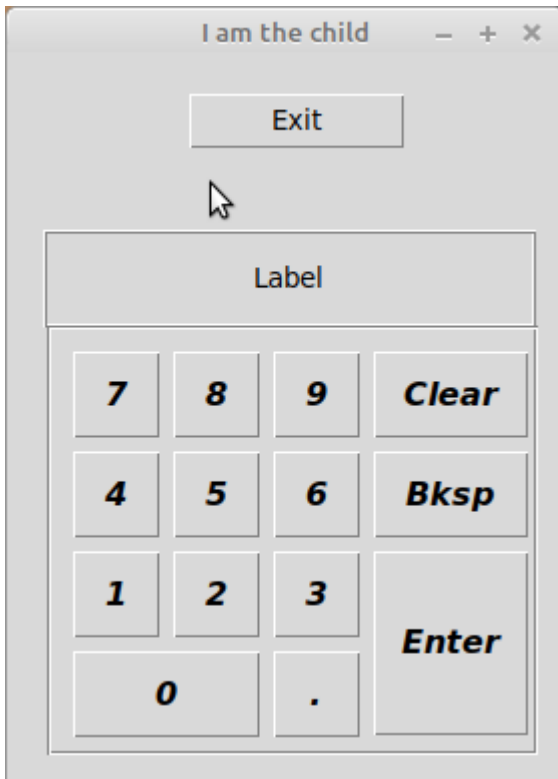 I am the child
Exit
Label
7 8 9 Clear
4 5 6 Bksp
1 2 3
Enter
0 .